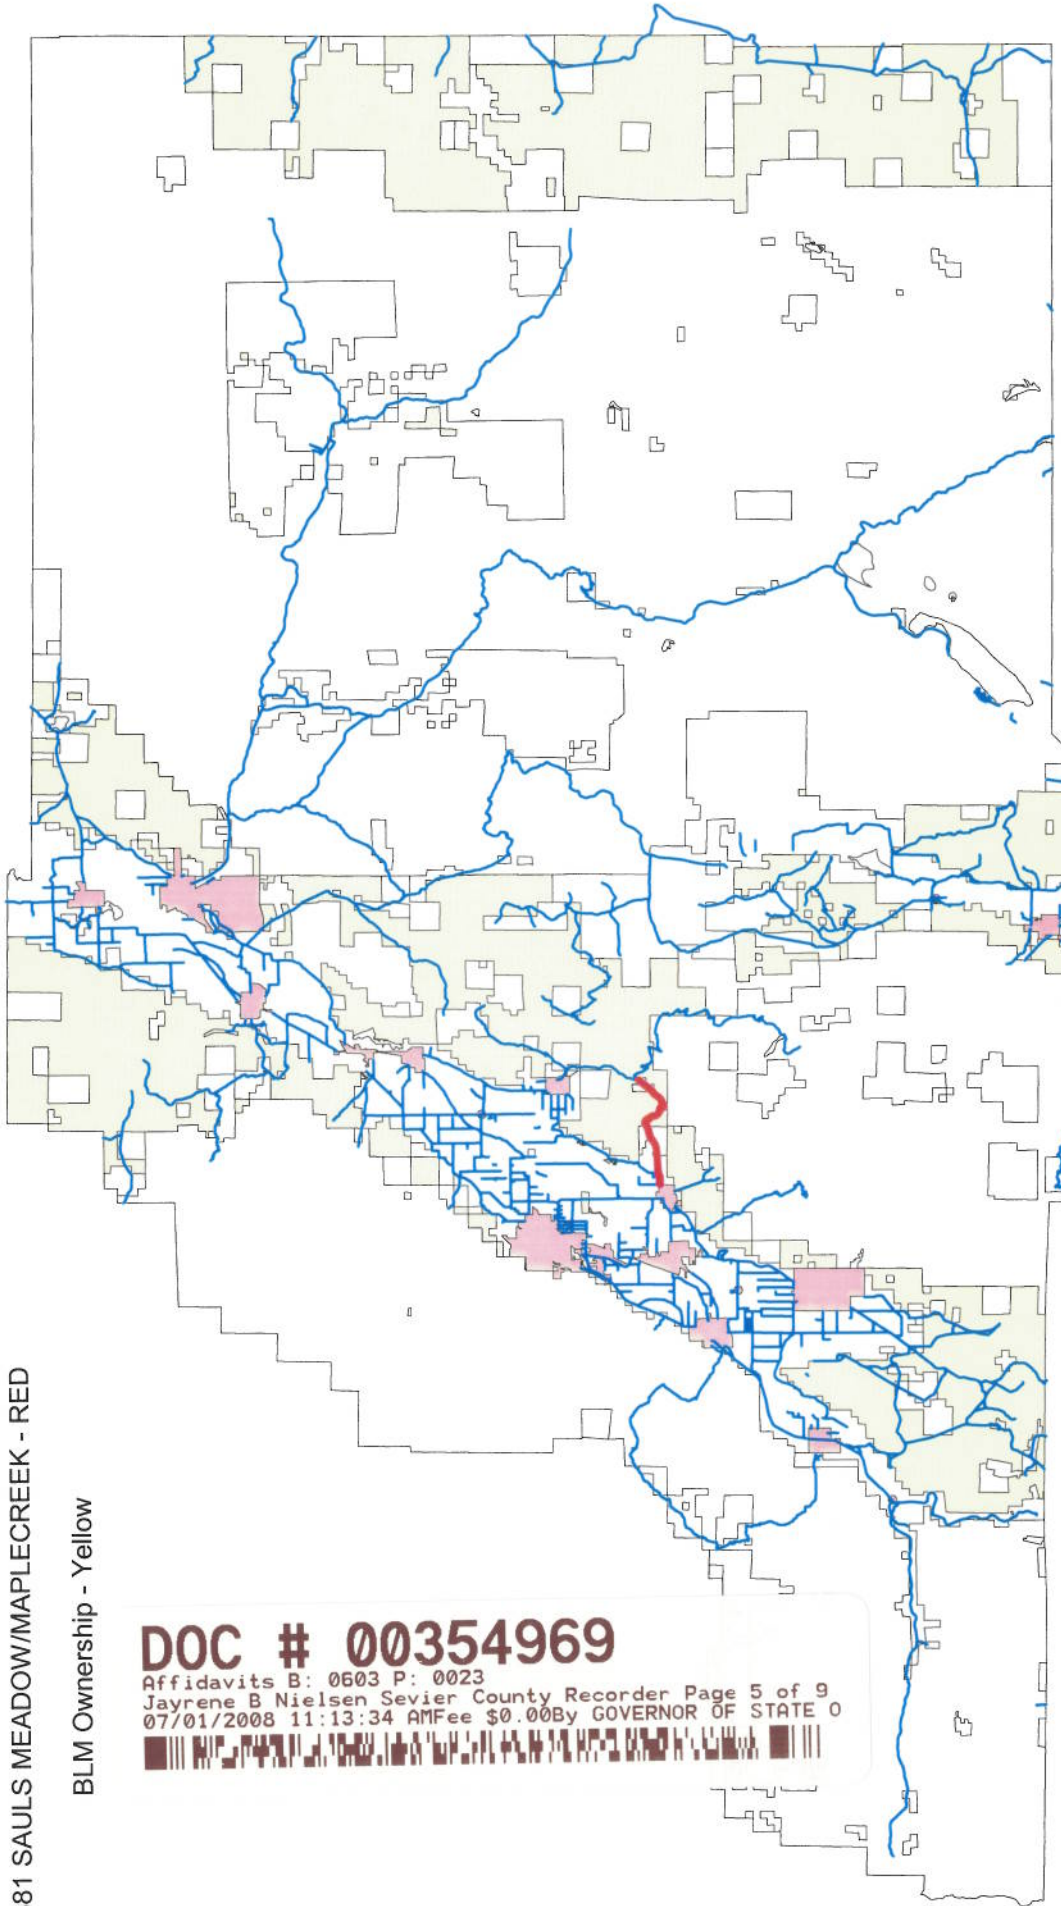 81 SAULS MEADOW/MAPLECREEK - RED
BLM Ownership - Yellow
DOC # 00354969
Affidavits B: 0603 P: 0023
Jayrene B Nielsen Sevier County Recorder Page 5 of 9
07/01/2008 11:13:34 AMFee $0.00By GOVERNOR OF STATE O